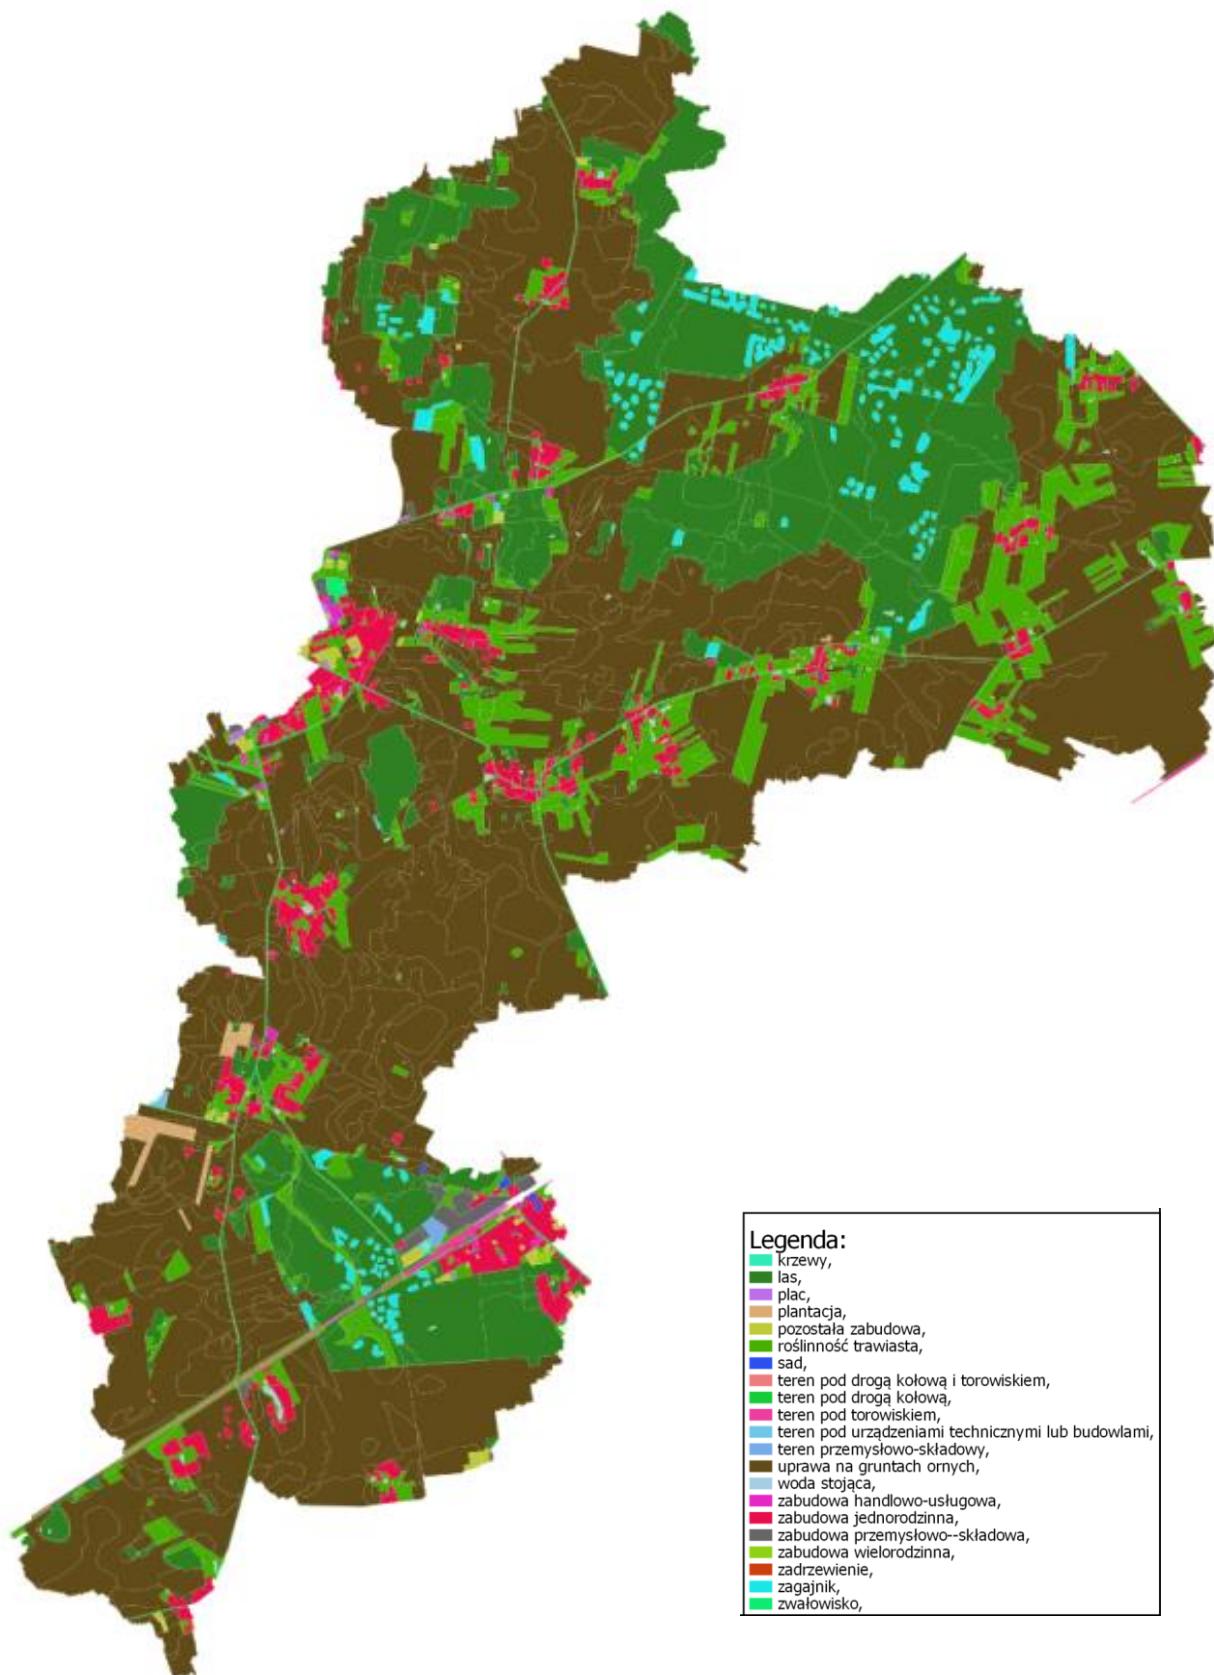 Legenda:
krzewy,
las,
plac,
plantacja,
pozostała zabudowa,
roślinność trawiasta,
sad,
teren pod drogą kołową i torowiskiem,
teren pod drogą kołową,
teren pod torowiskiem,
teren pod urządzeniami technicznymi lub budowlami,
teren przemysłowo-składowy,
uprawa na gruntach ornych,
woda stojąca,
zabudowa handlowo-usługowa,
zabudowa jednorodzinna,
zabudowa przemysłowo--składowa,
zabudowa wielorodzinna,
zadrzewienie,
zagajnik,
zwałowisko,